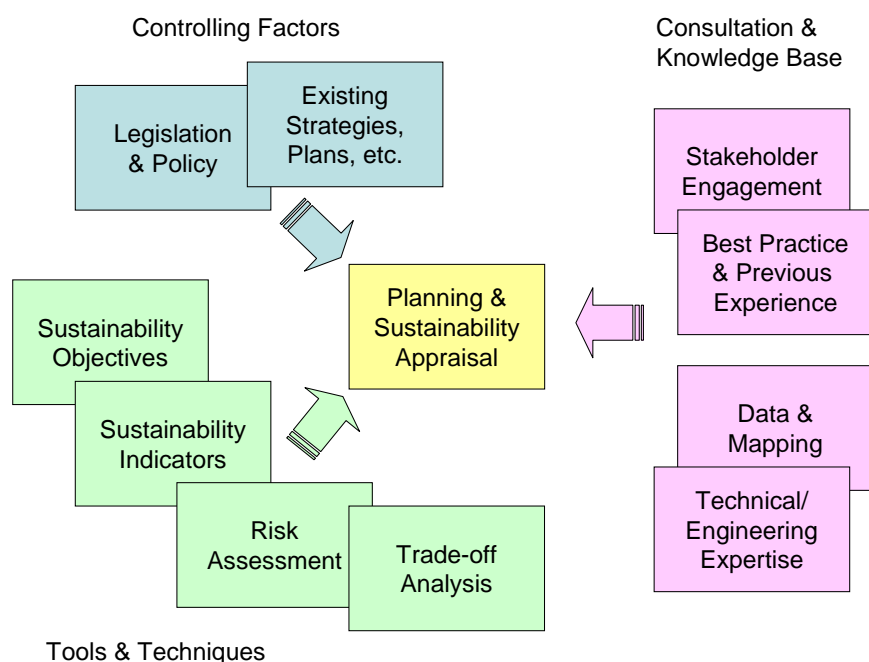 Controlling Factors
Consultation &
Knowledge Base
Legislation
& Policy
Existing
Strategies,
Plans, etc.
Stakeholder
Engagement
Best Practice
& Previous
Experience
Planning &
Sustainability
Appraisal
Sustainability
Objectives
Sustainability
Indicators
Risk
Assessment
Trade-off
Analysis
Data &
Mapping
Technical/
Engineering
Expertise
Tools & Techniques